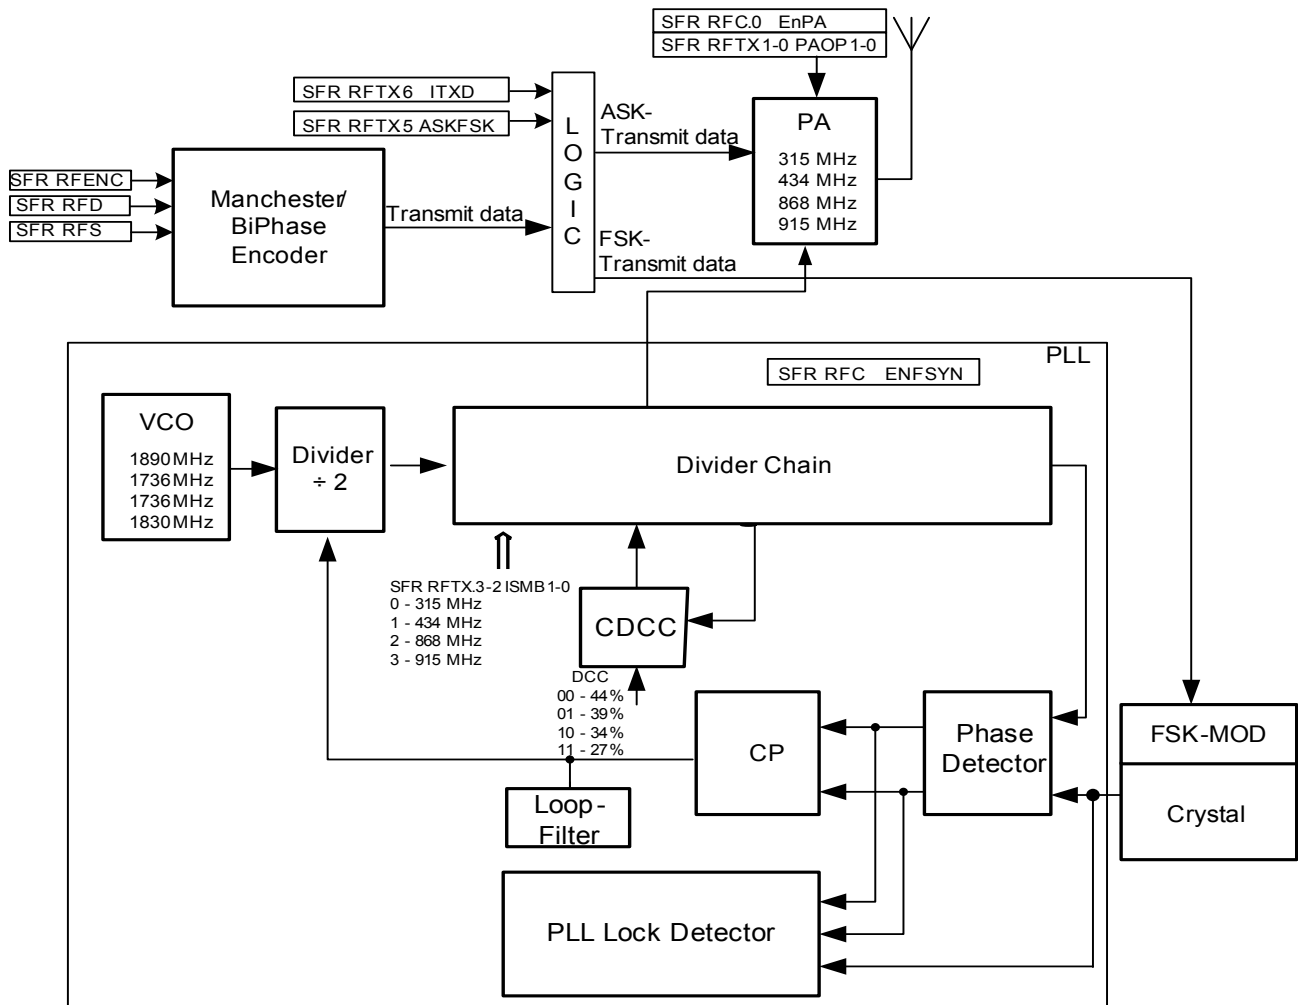 SFR RFC.0 EnPA
SFR RFTX1-0 PAOP1-0
SFR RFTX6 ITXD
SFR RFTX5 ASKFSK
LOGIC
ASK-
Transmit data
PA
315 MHz
434 MHz
868 MHz
915 MHz
SFR RFENC
SFR RFD
SFR RFS
Manchester/
BiPhase
Encoder
Transmit data
FSK-
Transmit data
PLL
SFR RFC ENFSYN
VCO
1890MHz
1736MHz
1736MHz
1830MHz
Divider
÷ 2
Divider Chain
SFR RFTX.3-2 ISMB1-0
0 - 315 MHz
1 - 434 MHz
2 - 868 MHz
3 - 915 MHz
CDCC
DCC
00 - 44%
01 - 39%
10 - 34%
11 - 27%
CP
Phase
Detector
FSK-MOD
Crystal
Loop-
Filter
PLL Lock Detector